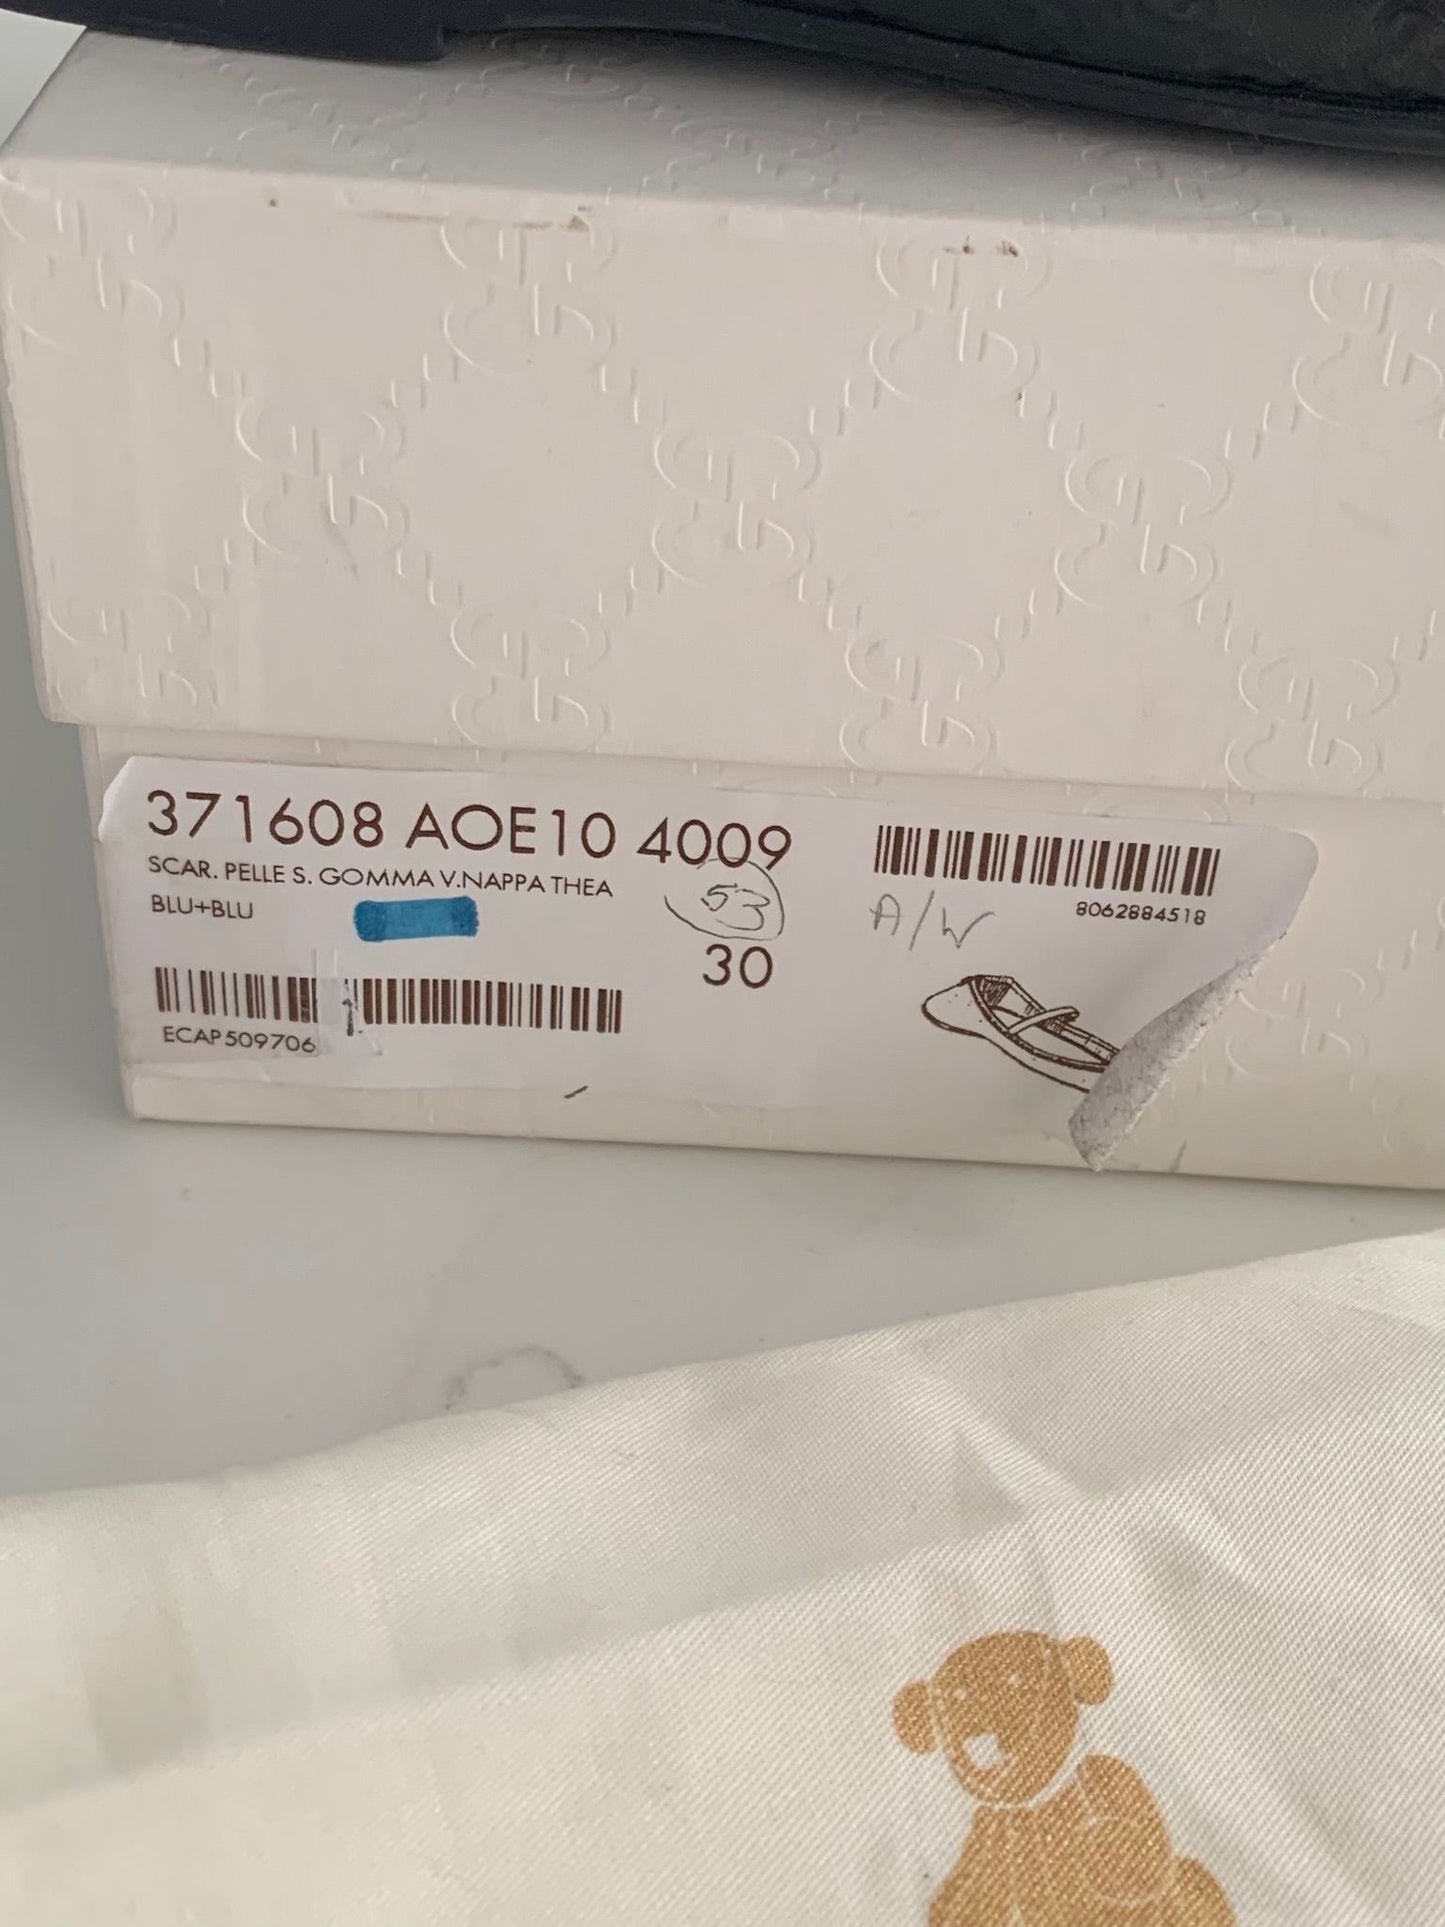 371608 AOE10 4009
SCAR. PELLE S. GOMMA V.NAPPA THEA
BLU+BLU
53
30
ECAP509706
8062884518
A/W